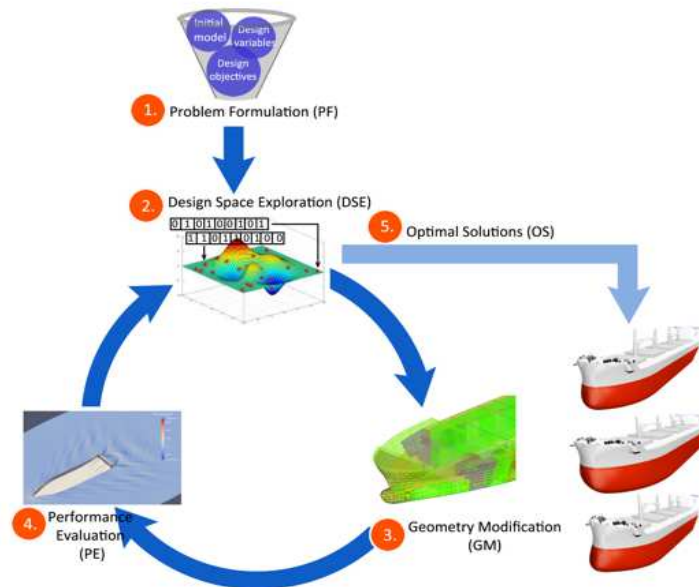 Initial
model
Design
variables
Design
objectives
1. Problem Formulation (PF)
2. Design Space Exploration (DSE)
0 1 0 1 0 0 1 0 1
1 1 0 1 1 0 1 0 0
5. Optimal Solutions (OS)
4. Performance
Evaluation (PE)
3. Geometry Modification
(GM)